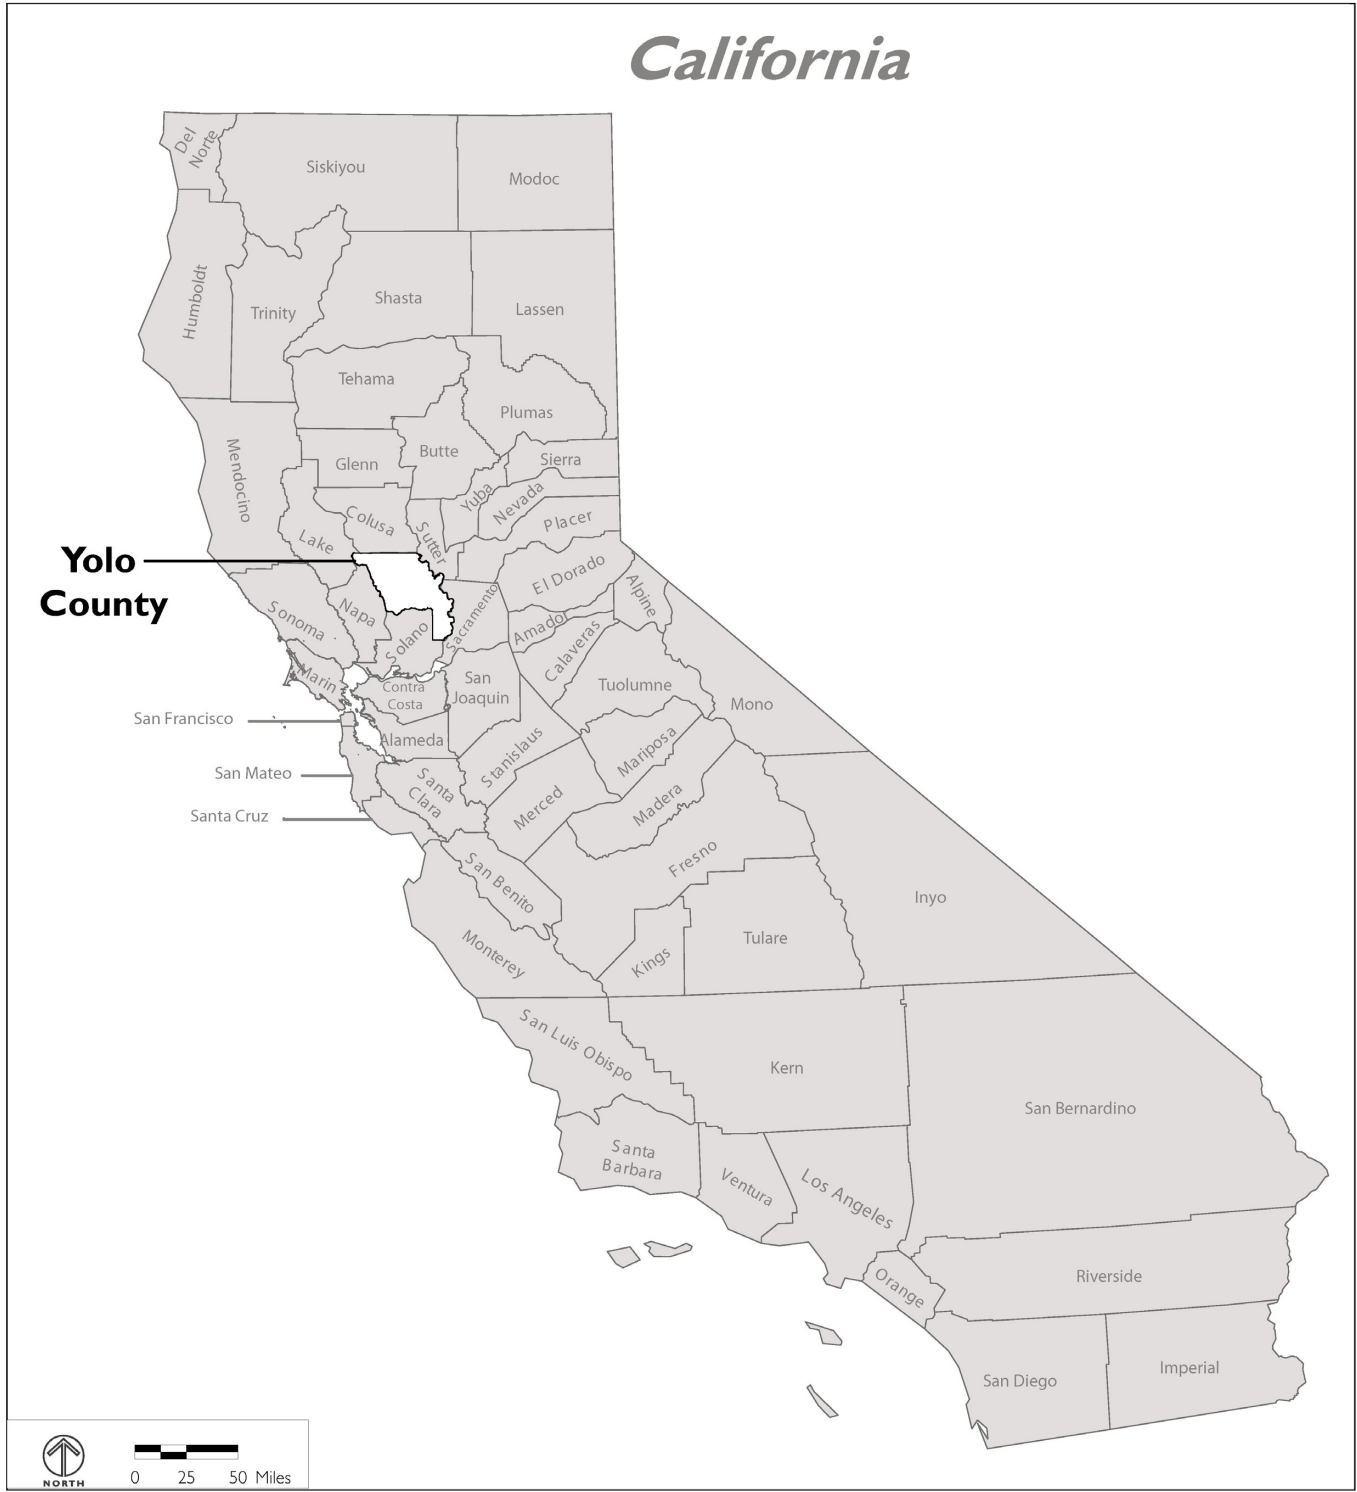 California
Del
Norte
Siskiyou
Modoc
Humboldt
Trinity
Shasta
Lassen
Tehama
Plumas
Mendocino
Glenn
Butte
Sierra
Yuba
Nevada
Lake
Colusa
Sutter
Placer
Yolo
County
El Dorado
Alpine
Sonoma
Napa
Solano
Sacramento
Amador
Calaveras
Marin
Contra
Costa
San
Joaquin
Tuolumne
Mono
San Francisco
Alameda
Stanislaus
Mariposa
San Mateo
Santa
Clara
Merced
Madera
Santa Cruz
San Benito
Fresno
Inyo
Monterey
Kings
Tulare
San Luis Obispo
Kern
San Bernardino
Santa
Barbara
Ventura
Los Angeles
Orange
Riverside
San Diego
Imperial
NORTH
0 25 50 Miles